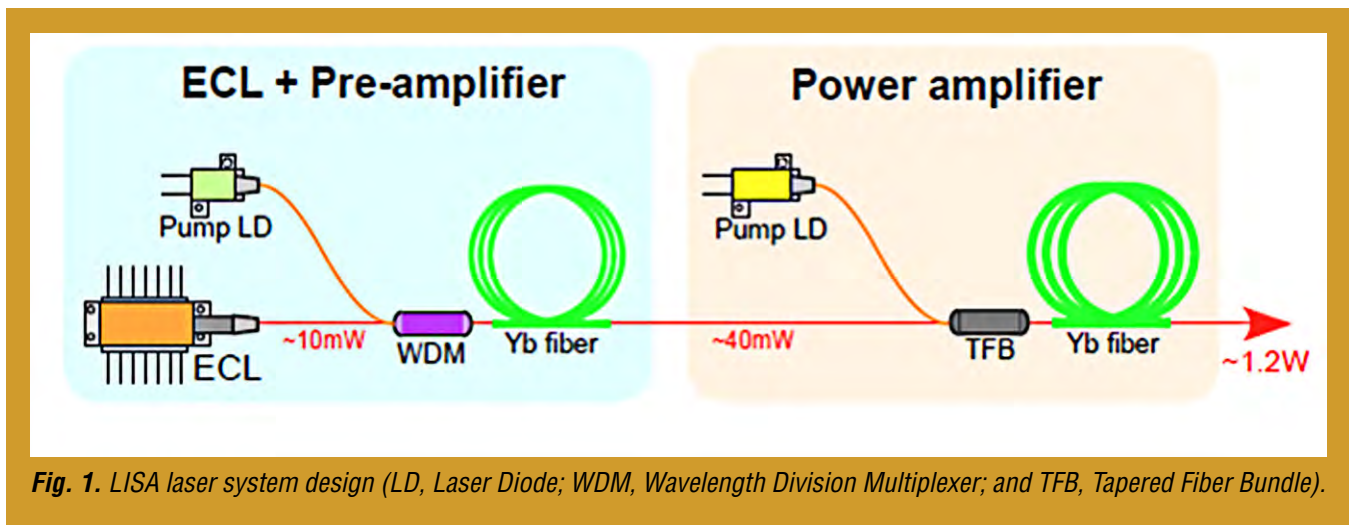 ECL + Pre-amplifier
Power amplifier
Pump LD
Pump LD
ECL
~10mW
WDM
Yb fiber
~40mW
TFB
Yb fiber
~1.2W
Fig. 1. LISA laser system design (LD, Laser Diode; WDM, Wavelength Division Multiplexer; and TFB, Tapered Fiber Bundle).